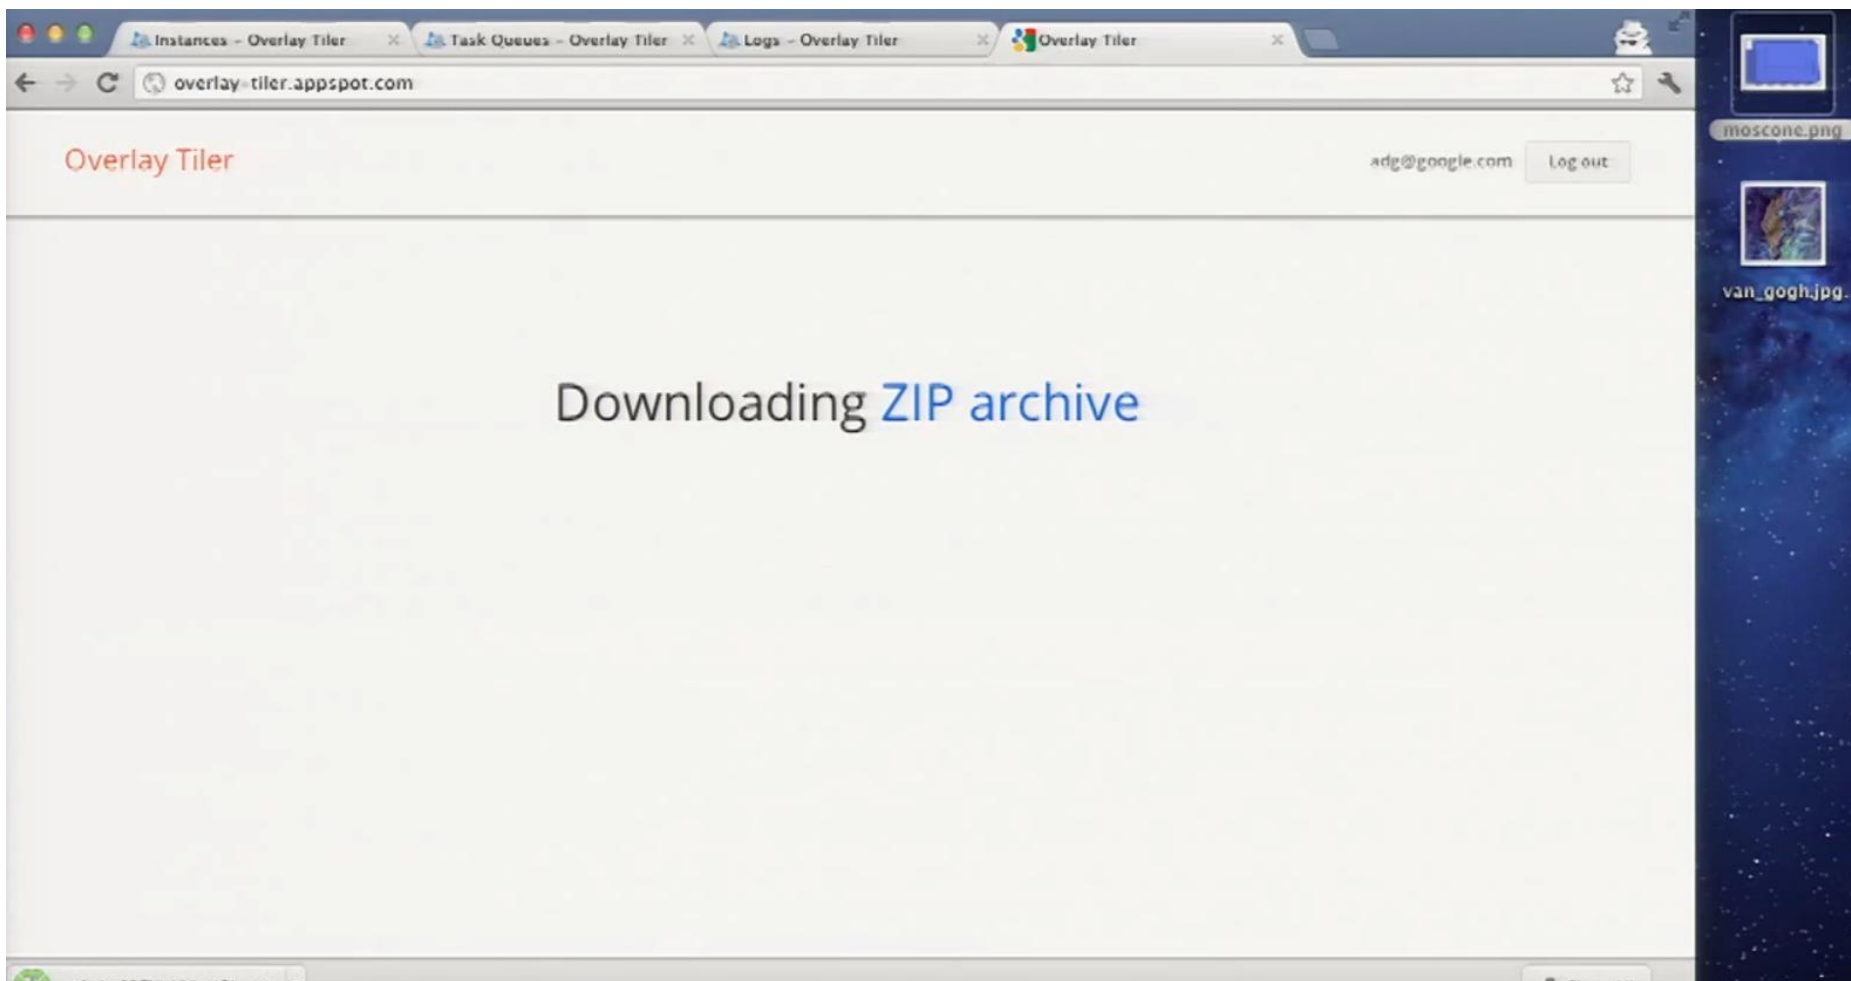 Instances - Overlay Tiler
Task Queues - Overlay Tiler
Logs - Overlay Tiler
Overlay Tiler
overlay-tiler.appspot.com
moscone.png
Overlay Tiler
adg@google.com
Log out
van_gogh.jpg
Downloading ZIP archive